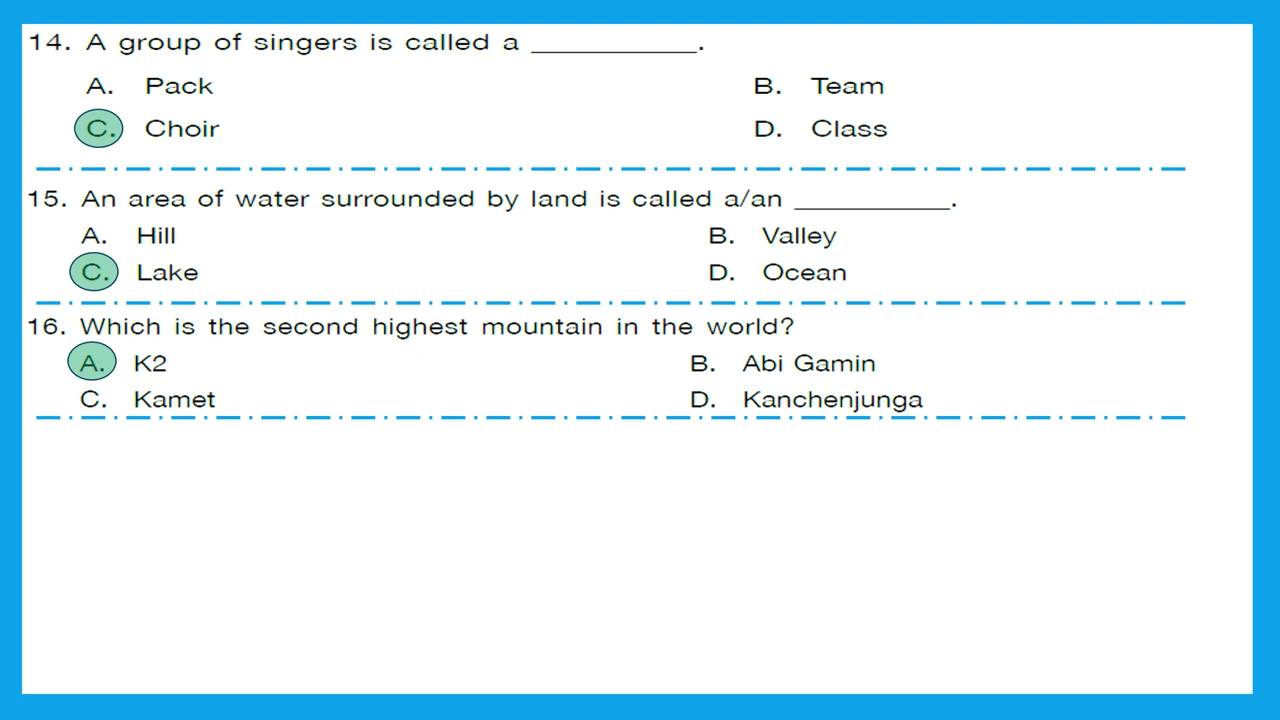 14. A group of singers is called a ____________.
A. Pack B. Team
C. Choir D. Class
15. An area of water surrounded by land is called a/an ___________.
A. Hill B. Valley
C. Lake D. Ocean
16. Which is the second highest mountain in the world?
A. K2 B. Abi Gamin
C. Kamet D. Kanchenjunga